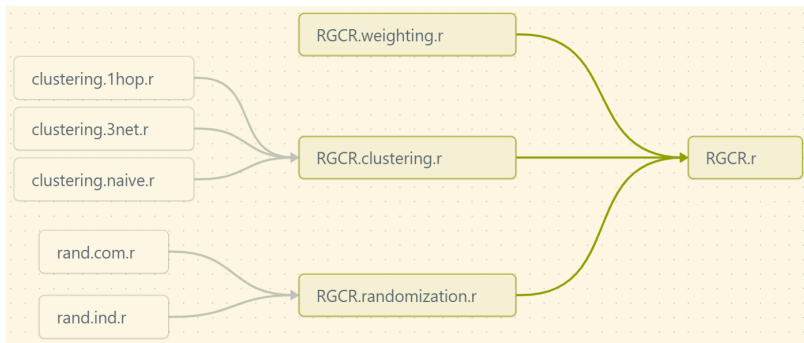 RGCR.weighting.r
clustering.1hop.r
clustering.3net.r
clustering.naive.r
RGCR.clustering.r
RGCR.r
rand.com.r
rand.ind.r
RGCR.randomization.r